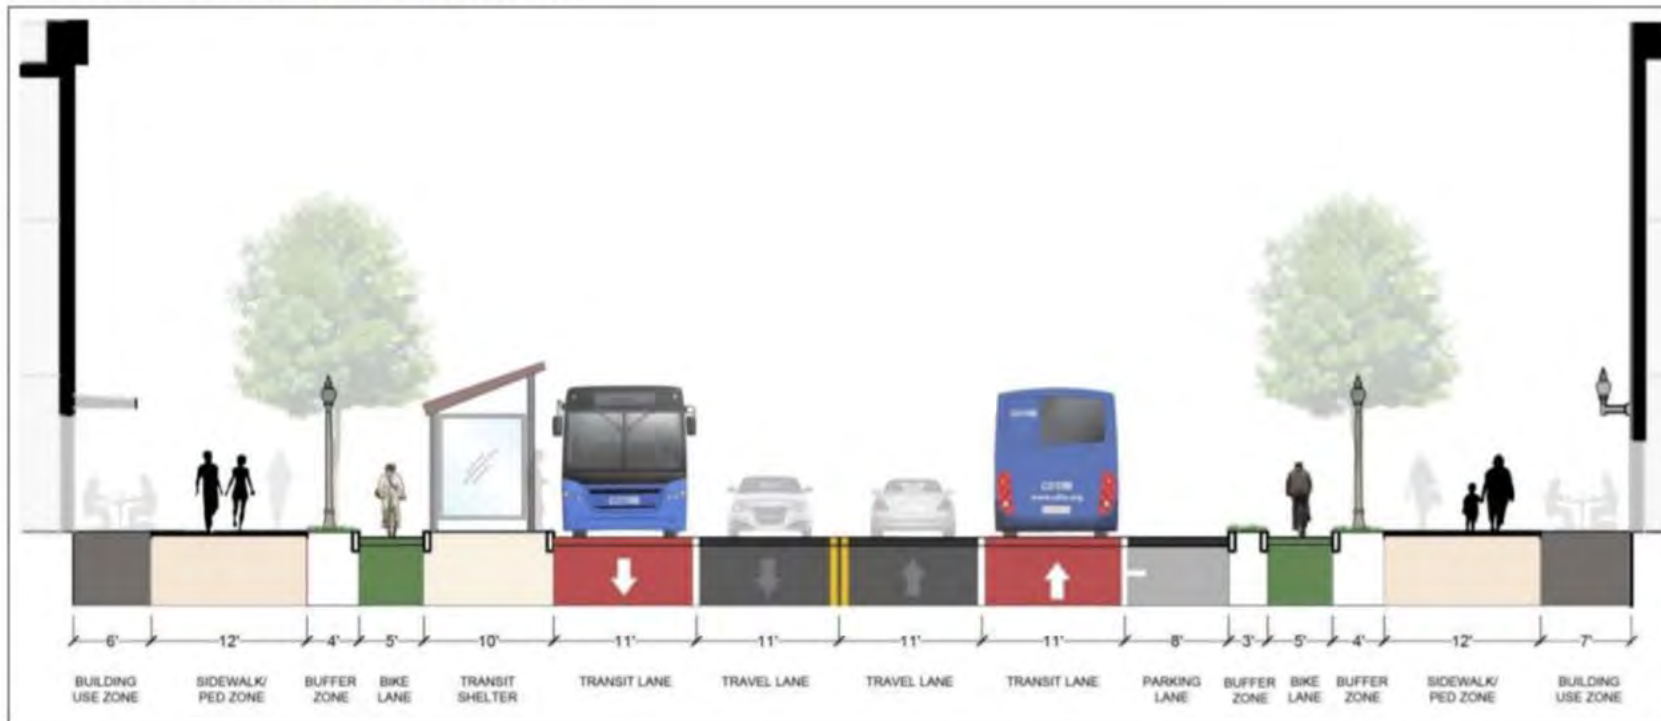 6' 12' 4' 5' 10' 11' 11' 11' 11' 8' 3' 5' 4' 12' 7'
BUILDING USE ZONE
SIDEWALK/ PED ZONE
BUFFER ZONE
BIKE LANE
TRANSIT SHELTER
TRANSIT LANE
TRAVEL LANE
TRAVEL LANE
TRANSIT LANE
PARKING LANE
BUFFER ZONE
BIKE LANE
BUFFER ZONE
SIDEWALK/ PED ZONE
BUILDING USE ZONE